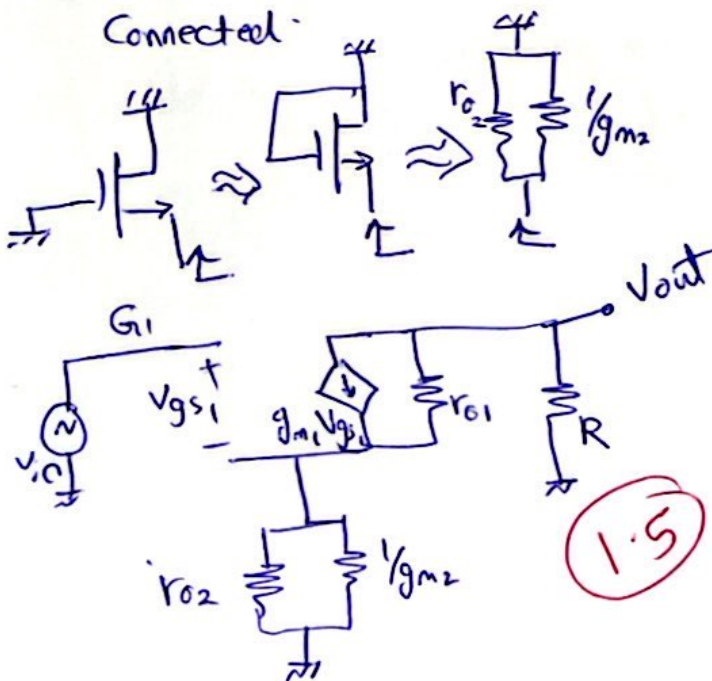 Connected.
ro2
1/gm2
G1
Vout
+
Vgs1
-
gm1Vgs1
ro1
R
Vin
ro2
1/gm2
1.5